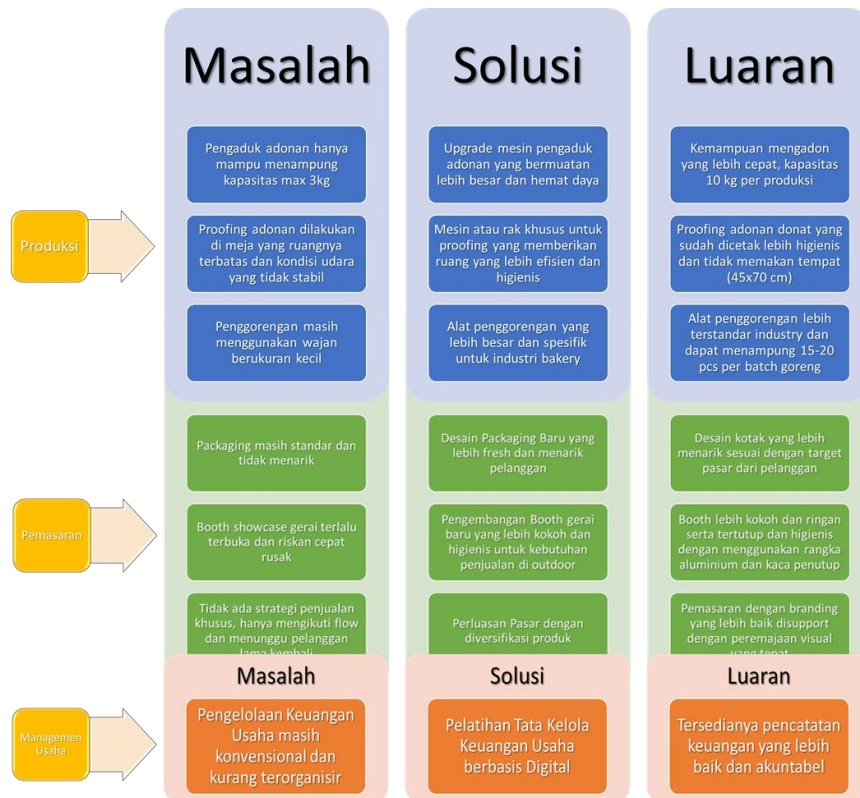 Masalah
Solusi
Luaran
Produksi
Pengaduk adonan hanya
mampu menampung
kapasitas max 3kg
Upgrade mesin pengaduk
adonan yang bermuatan
lebih besar dan hemat daya
Kemampuan mengadon
yang lebih cepat, kapasitas
10 kg per produksi
Proofing adonan dilakukan
di meja yang ruangnya
terbatas dan kondisi udara
yang tidak stabil
Mesin atau rak khusus untuk
proofing yang memberikan
ruang yang lebih efisien dan
higienis
Proofing adonan donat yang
sudah dicetak lebih higienis
dan tidak memakan tempat
(45x70 cm)
Penggorengan masih
menggunakan wajan
berukuran kecil
Alat penggorengan yang
lebih besar dan spesifik
untuk industri bakery
Alat penggorengan lebih
terstandar industry dan
dapat menampung 15-20
pcs per batch goreng
Pemasaran
Packaging masih standar dan
tidak menarik
Desain Packaging Baru yang
lebih fresh dan menarik
pelanggan
Desain kotak yang lebih
menarik sesuai dengan target
pasar dari pelanggan
Booth showcase gerai terlalu
terbuka dan riskan cepat
rusak
Pengembangan Booth gerai
baru yang lebih kokoh dan
higienis untuk kebutuhan
penjualan di outdoor
Booth lebih kokoh dan ringan
serta tertutup dan higienis
dengan menggunakan rangka
aluminium dan kaca penutup
Tidak ada strategi penjualan
khusus, hanya mengikuti flow
dan menunggu pelanggan
lama kembali
Perluasan Pasar dengan
diversifikasi produk
Pemasaran dengan branding
yang lebih baik disupport
dengan peremajaan visual
yang tepat
Masalah
Solusi
Luaran
Managemen
Usaha
Pengelolaan Keuangan
Usaha masih
konvensional dan
kurang terorganisir
Pelatihan Tata Kelola
Keuangan Usaha
berbasis Digital
Tersedianya pencatatan
keuangan yang lebih
baik dan akuntabel